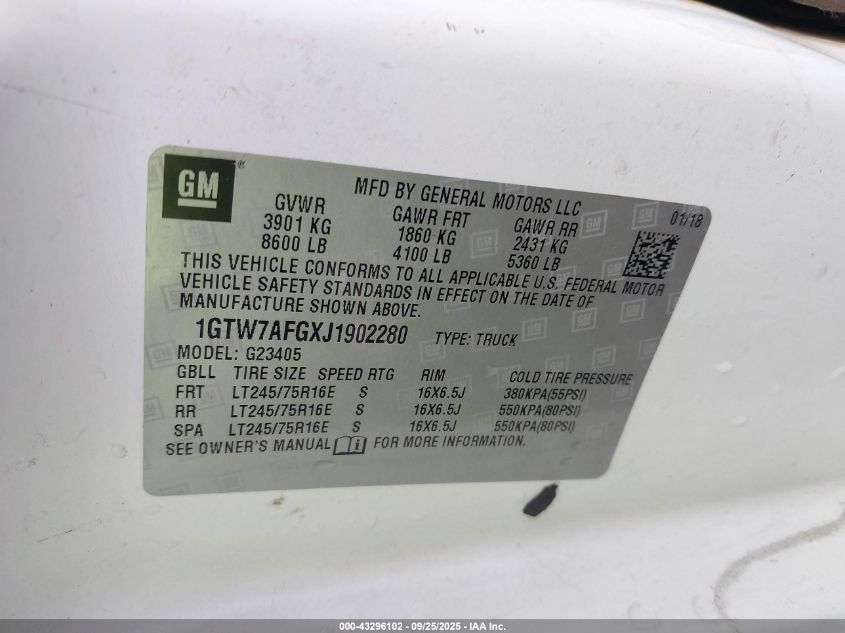 GM ®
MFD BY GENERAL MOTORS LLC
01/18
GVWR GAWR FRT GAWR RR
3901 KG 1860 KG 2431 KG
8600 LB 4100 LB 5360 LB
THIS VEHICLE CONFORMS TO ALL APPLICABLE U.S. FEDERAL MOTOR
VEHICLE SAFETY STANDARDS IN EFFECT ON THE DATE OF
MANUFACTURE SHOWN ABOVE.
1GTW7AFGXJ1902280 TYPE: TRUCK
MODEL: G23405
GBLL TIRE SIZE SPEED RTG RIM COLD TIRE PRESSURE
FRT LT245/75R16E S 16X6.5J 380KPA(55PSI)
RR LT245/75R16E S 16X6.5J 550KPA(80PSI)
SPA LT245/75R16E S 16X6.5J 550KPA(80PSI)
SEE OWNER'S MANUAL i FOR MORE INFORMATION.
000-43296102 - 09/25/2025 - IAA Inc.